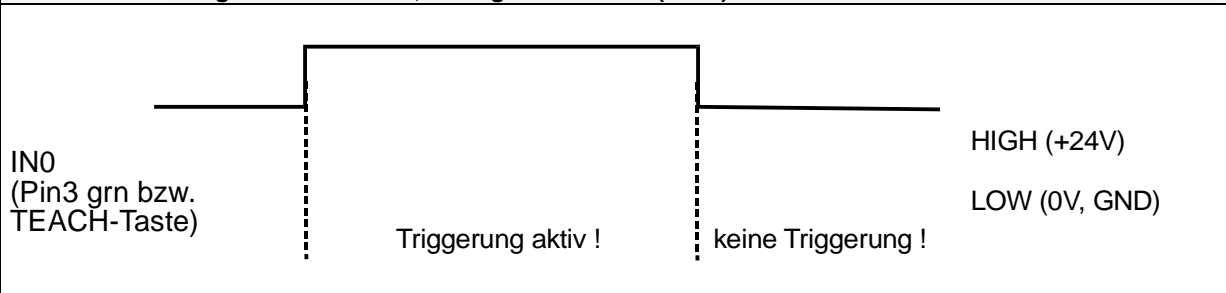 IN0
(Pin3 grn bzw.
TEACH-Taste)
Triggerung aktiv !
keine Triggerung !
HIGH (+24V)
LOW (0V, GND)